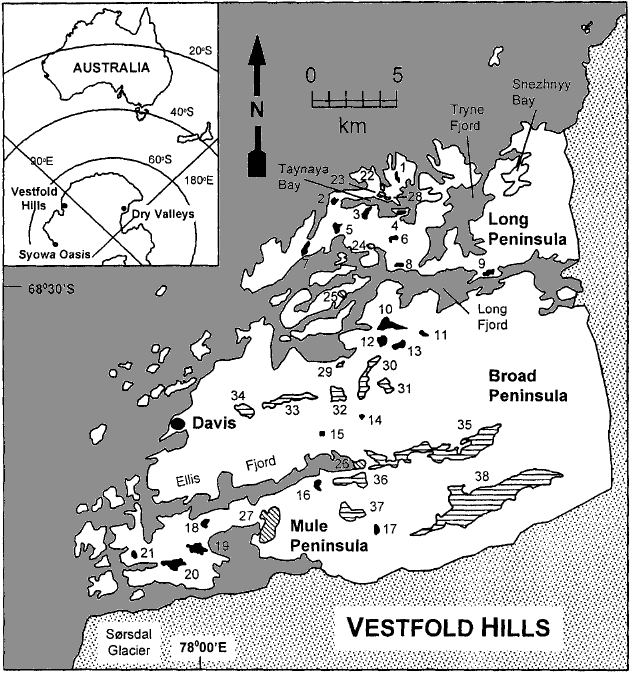 20°S
AUSTRALIA
40°S
60°S
90°E
180°E
Vestfold
Hills
Dry Valleys
Syowa Oasis
68°30'S
N
0 5
km
Snezhnyy
Bay
Tryne
Fjord
Taynaya
Bay
Long
Peninsula
Long
Fjord
Broad
Peninsula
Davis
Ellis Fjord
Mule
Peninsula
VESTFOLD HILLS
Sørsdal
Glacier
78°00'E
1
22
23
28
2
3
4
5
6
24
7
8
9
25
10
11
12
13
29
30
31
32
33
34
14
15
35
26
36
38
16
37
27
17
18
19
21
20